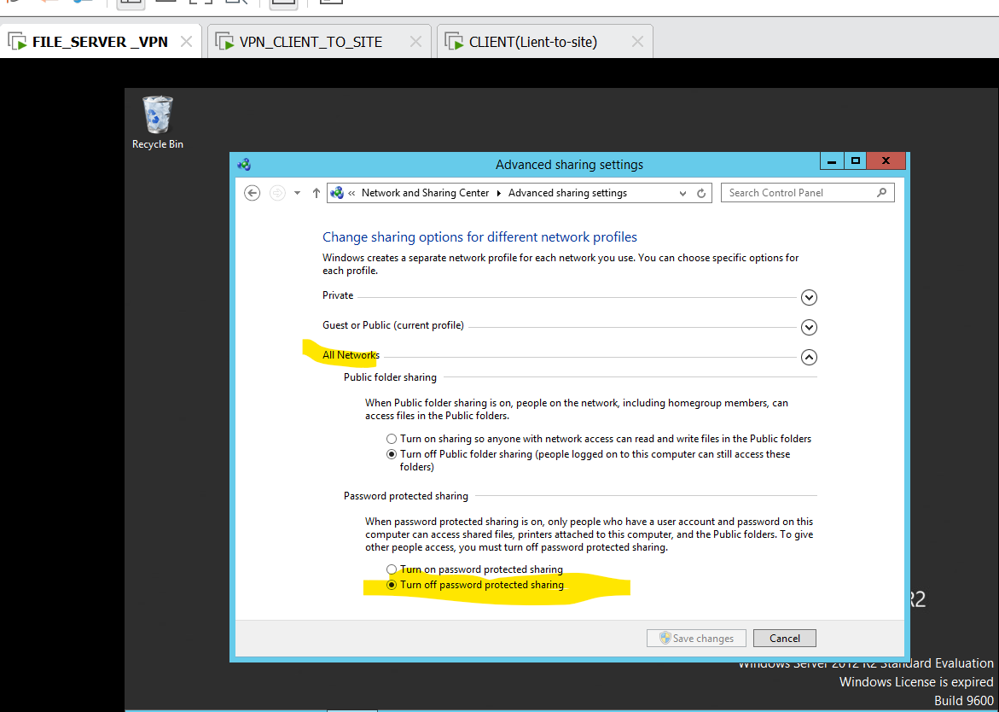 FILE_SERVER _VPN
VPN_CLIENT_TO_SITE
CLIENT(Lient-to-site)
Recycle Bin
Advanced sharing settings
Network and Sharing Center
Advanced sharing settings
Search Control Panel
Change sharing options for different network profiles
Windows creates a separate network profile for each network you use. You can choose specific options for
each profile.
Private
Guest or Public (current profile)
All Networks
Public folder sharing
When Public folder sharing is on, people on the network, including homegroup members, can
access files in the Public folders.
Turn on sharing so anyone with network access can read and write files in the Public folders
Turn off Public folder sharing (people logged on to this computer can still access these
folders)
Password protected sharing
When password protected sharing is on, only people who have a user account and password on this
computer can access shared files, printers attached to this computer, and the Public folders. To give
other people access, you must turn off password protected sharing.
Turn on password protected sharing
Turn off password protected sharing
R2
Save changes
Cancel
Windows Server 2012 R2 Standard Evaluation
Windows License is expired
Build 9600